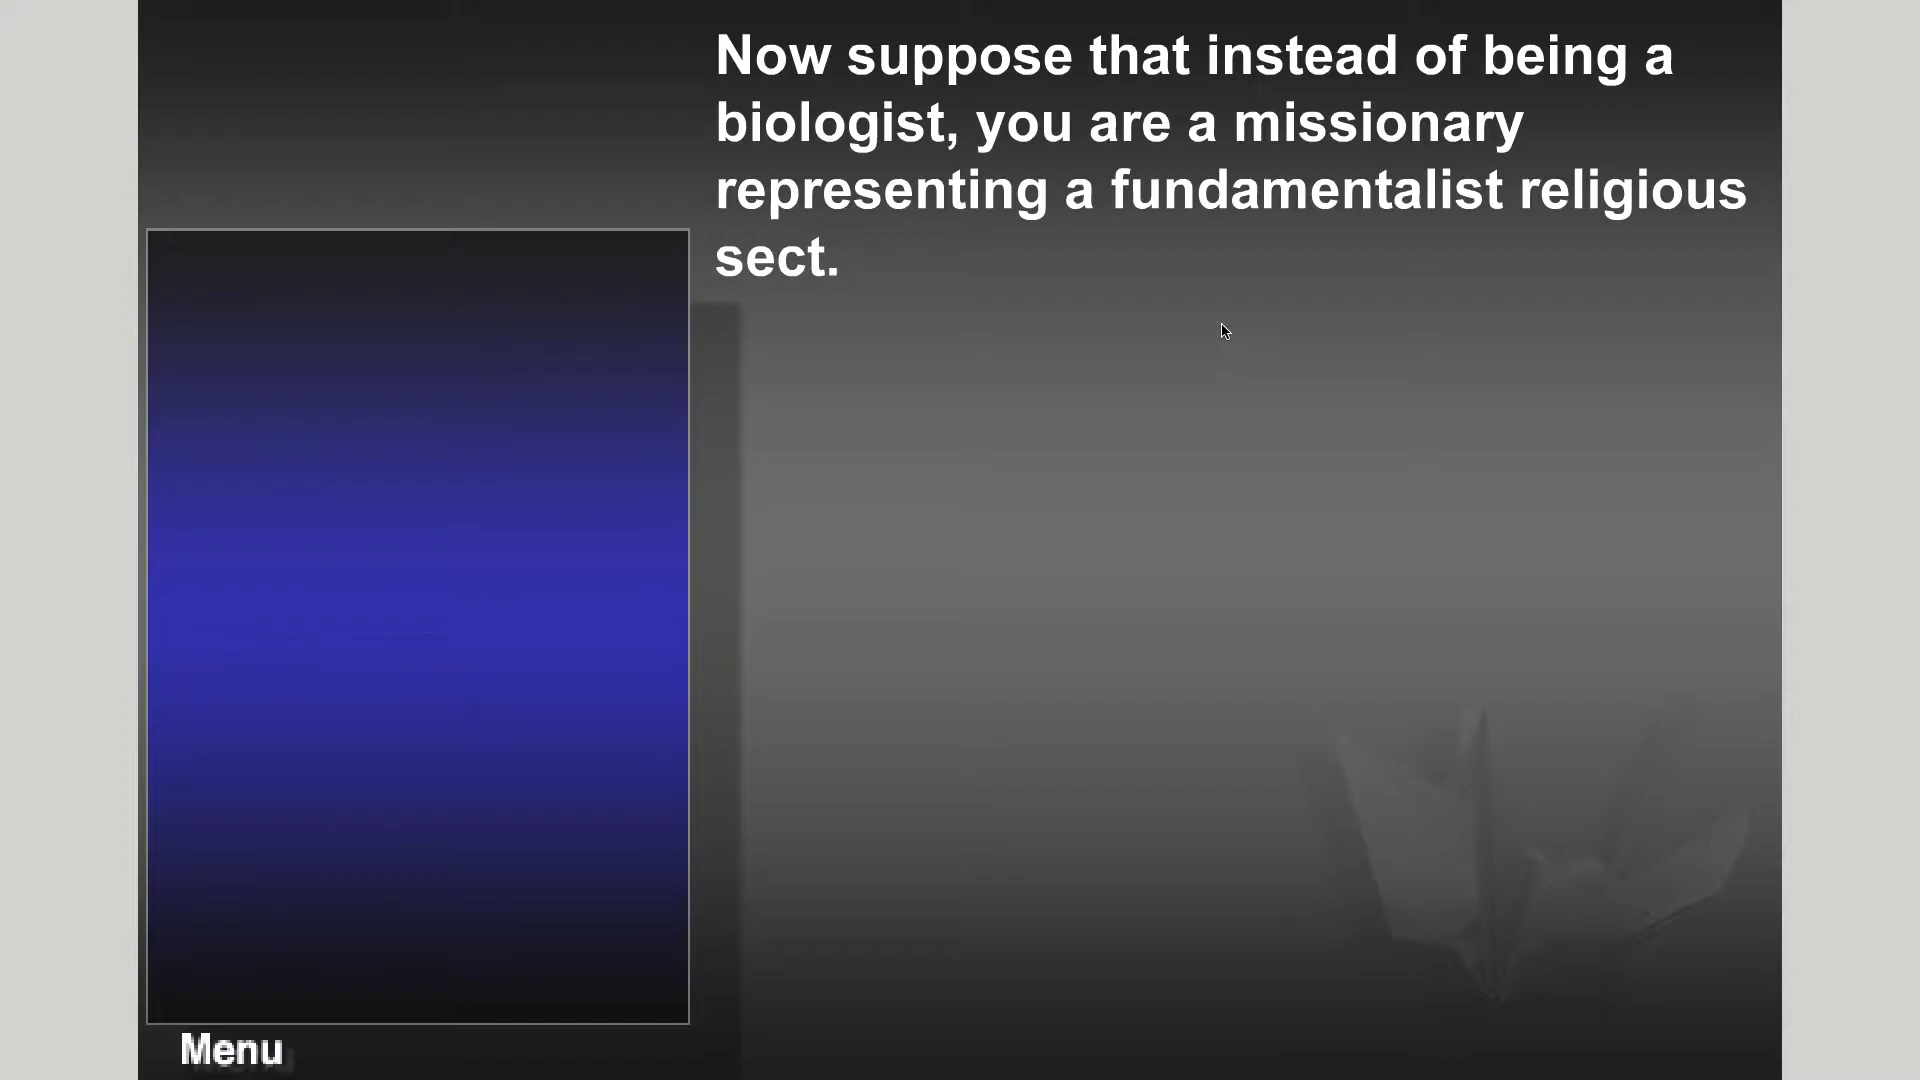 Now suppose that instead of being a
biologist, you are a missionary
representing a fundamentalist religious
sect.
Menu